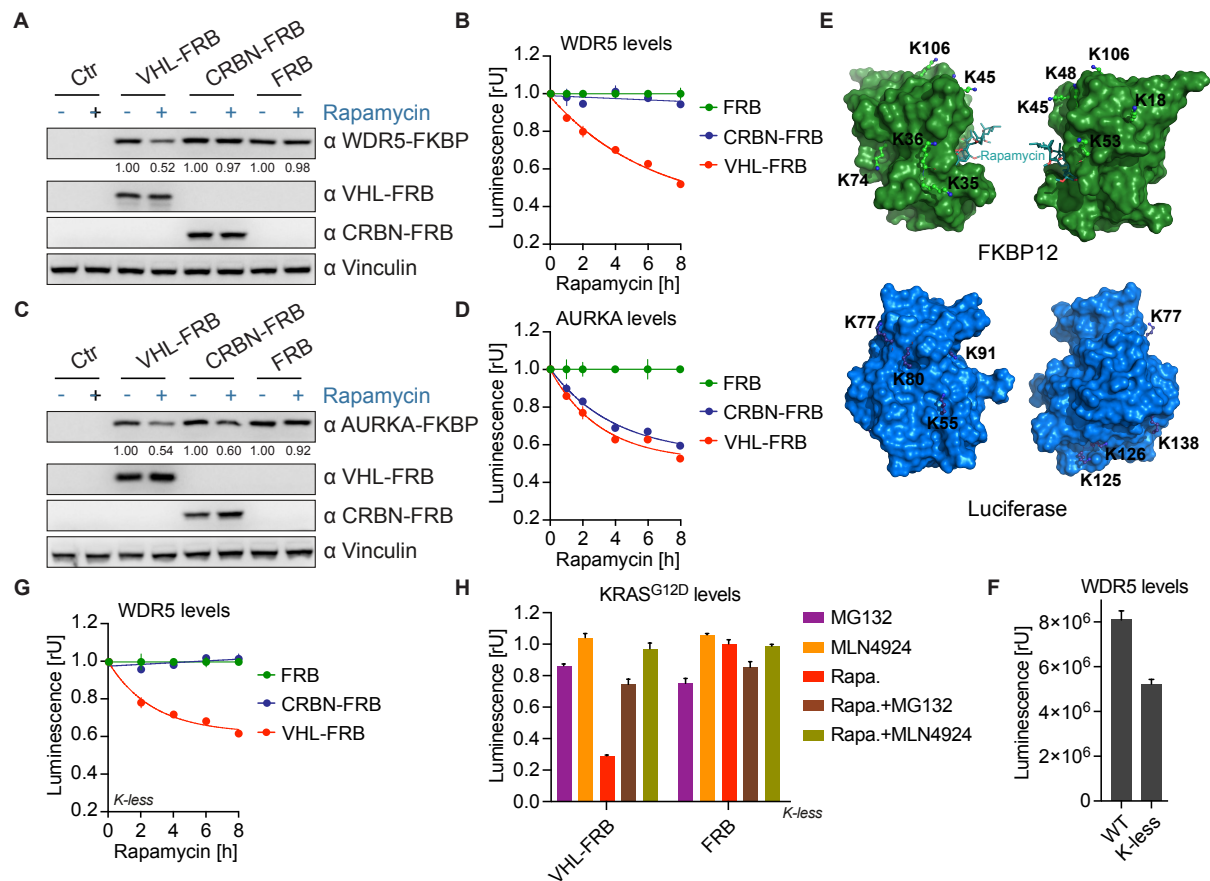 A
Ctr
VHL-FRB
CRBN-FRB
FRB
- + - + - + - + Rapamycin
α WDR5-FKBP
1.00 0.52 1.00 0.97 1.00 0.98
α VHL-FRB
α CRBN-FRB
α Vinculin
B
WDR5 levels
Luminescence [rU]
1.2
1.0
0.8
0.6
0.4
0.2
0 2 4 6 8
Rapamycin [h]
FRB
CRBN-FRB
VHL-FRB
C
Ctr
VHL-FRB
CRBN-FRB
FRB
- + - + - + - + Rapamycin
α AURKA-FKBP
1.00 0.54 1.00 0.60 1.00 0.92
α VHL-FRB
α CRBN-FRB
α Vinculin
D
AURKA levels
Luminescence [rU]
1.2
1.0
0.8
0.6
0.4
0.2
0 2 4 6 8
Rapamycin [h]
FRB
CRBN-FRB
VHL-FRB
E
K106
K45
K36
Rapamycin
K74
K35
K106
K48
K45
K18
K53
FKBP12
K77
K91
K80
K55
K77
K138
K126
K125
Luciferase
G
WDR5 levels
Luminescence [rU]
1.2
1.0
0.8
0.6
0.4
0.2
K-less
0 2 4 6 8
Rapamycin [h]
FRB
CRBN-FRB
VHL-FRB
H
KRASG12D levels
Luminescence [rU]
1.2
1.0
0.8
0.6
0.4
0.2
0.0
VHL-FRB
FRB
K-less
MG132
MLN4924
Rapa.
Rapa.+MG132
Rapa.+MLN4924
F
WDR5 levels
Luminescence [rU]
8×10⁶
6×10⁶
4×10⁶
2×10⁶
0
WT
K-less